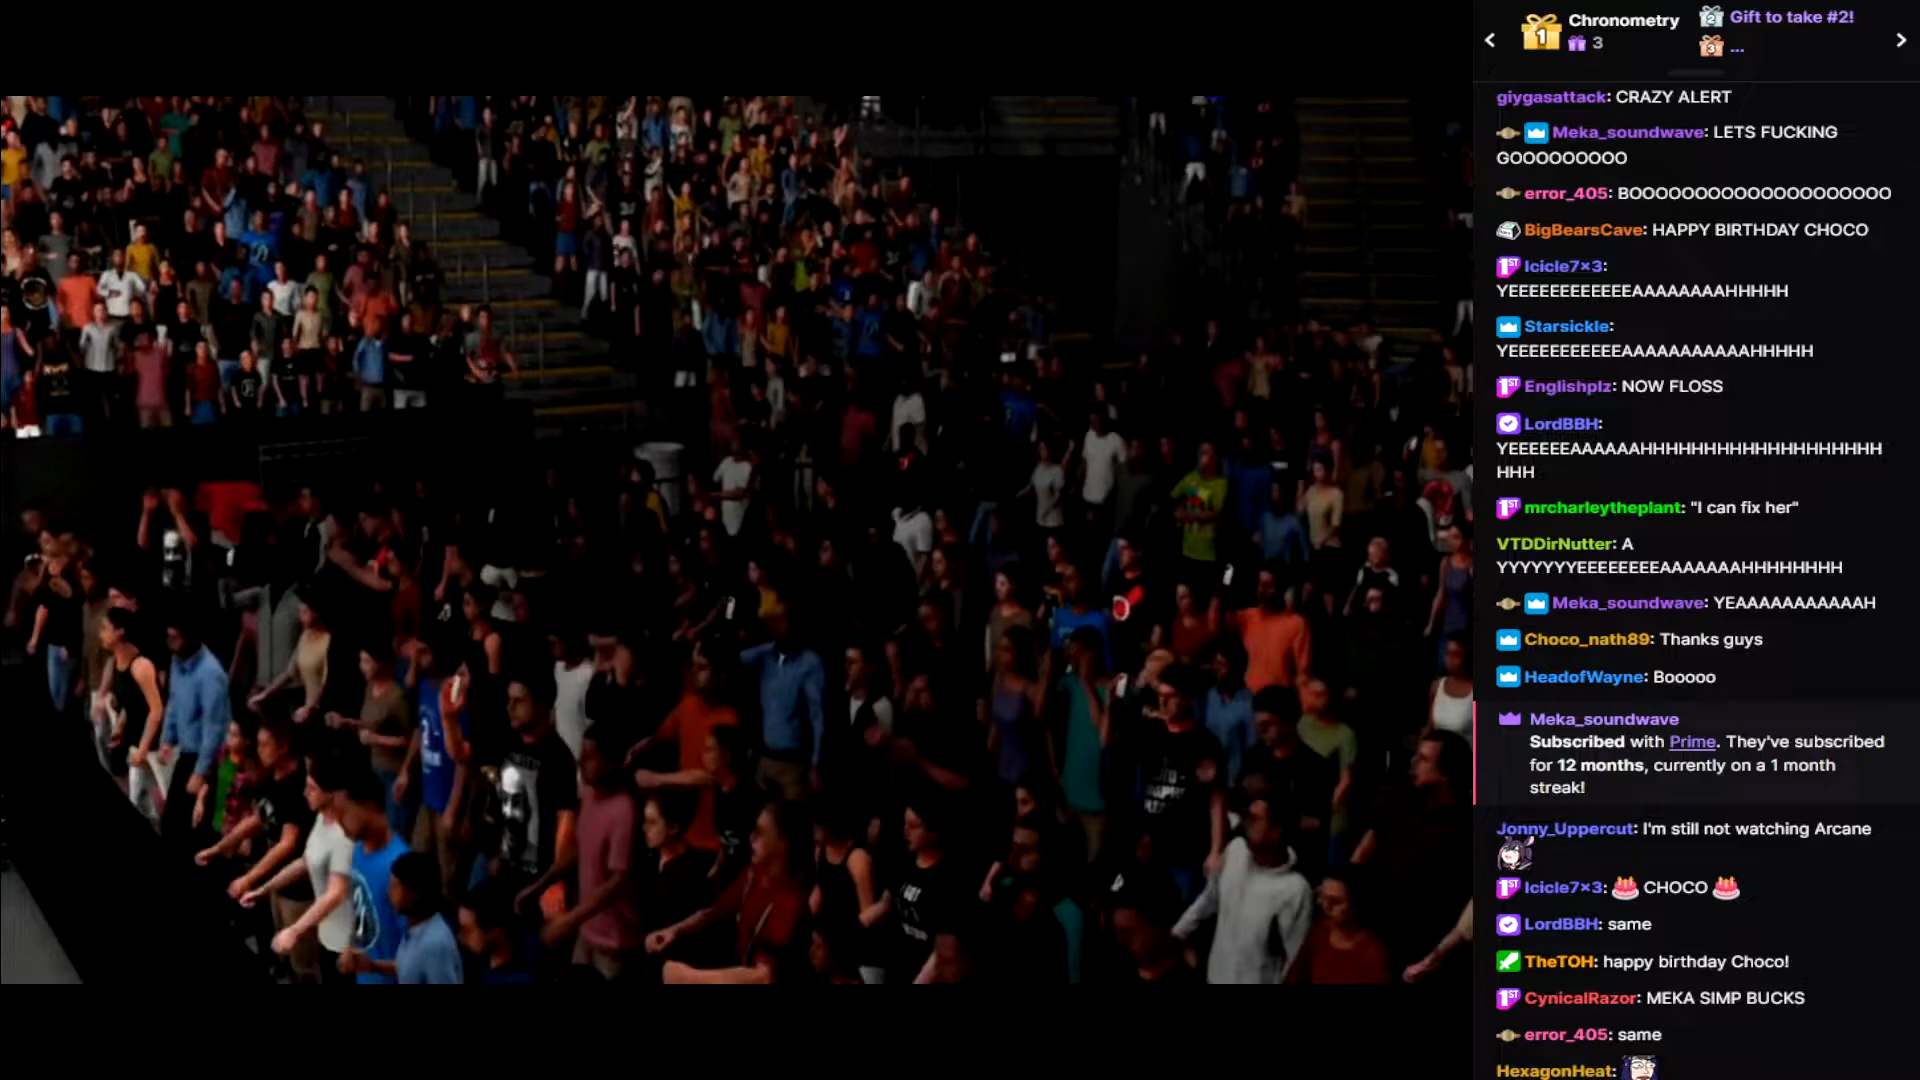 Chronometry
3
Gift to take #2!
...
giygasattack: CRAZY ALERT
Meka_soundwave: LETS FUCKING
GOOOOOOOOO
error_405: BOOOOOOOOOOOOOOOOOOOO
BigBearsCave: HAPPY BIRTHDAY CHOCO
Icicle7x3:
YEEEEEEEEEEEEAAAAAAAAHHHHH
Starsickle:
YEEEEEEEEEEEAAAAAAAAAAAHHHHH
Englishplz: NOW FLOSS
LordBBH:
YEEEEEEAAAAAAHHHHHHHHHHHHHHHHHHH
HHH
mrcharleytheplant: "I can fix her"
VTDDirNutter: A
YYYYYYYEEEEEEEEAAAAAAAHHHHHHHH
Meka_soundwave: YEAAAAAAAAAAAH
Choco_nath89: Thanks guys
HeadofWayne: Booooo
Meka_soundwave
Subscribed with Prime. They've subscribed
for 12 months, currently on a 1 month
streak!
Jonny_Uppercut: I'm still not watching Arcane
Icicle7x3: CHOCO
LordBBH: same
TheTOH: happy birthday Choco!
CynicalRazor: MEKA SIMP BUCKS
error_405: same
HexagonHeat: